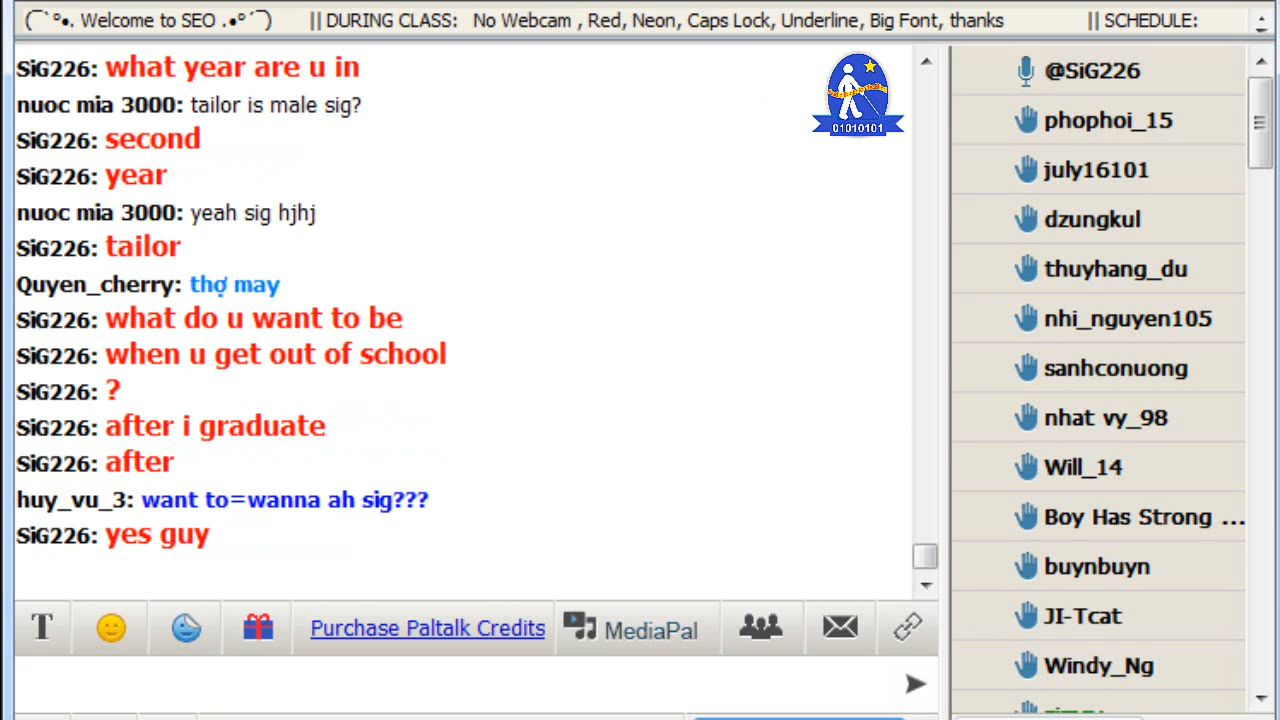 (¯`°•. Welcome to SEO .•°´¯) || DURING CLASS: No Webcam , Red, Neon, Caps Lock, Underline, Big Font, thanks || SCHEDULE:
SiG226: what year are u in
nuoc mia 3000: tailor is male sig?
SiG226: second
SiG226: year
nuoc mia 3000: yeah sig hjhj
SiG226: tailor
Quyen_cherry: thợ may
SiG226: what do u want to be
SiG226: when u get out of school
SiG226: ?
SiG226: after i graduate
SiG226: after
huy_vu_3: want to=wanna ah sig???
SiG226: yes guy
01010101
T
Purchase Paltalk Credits
MediaPal
@SiG226
phophoi_15
july16101
dzungkul
thuyhang_du
nhi_nguyen105
sanhconuong
nhat vy_98
Will_14
Boy Has Strong ...
buynbuyn
JI-Tcat
Windy_Ng